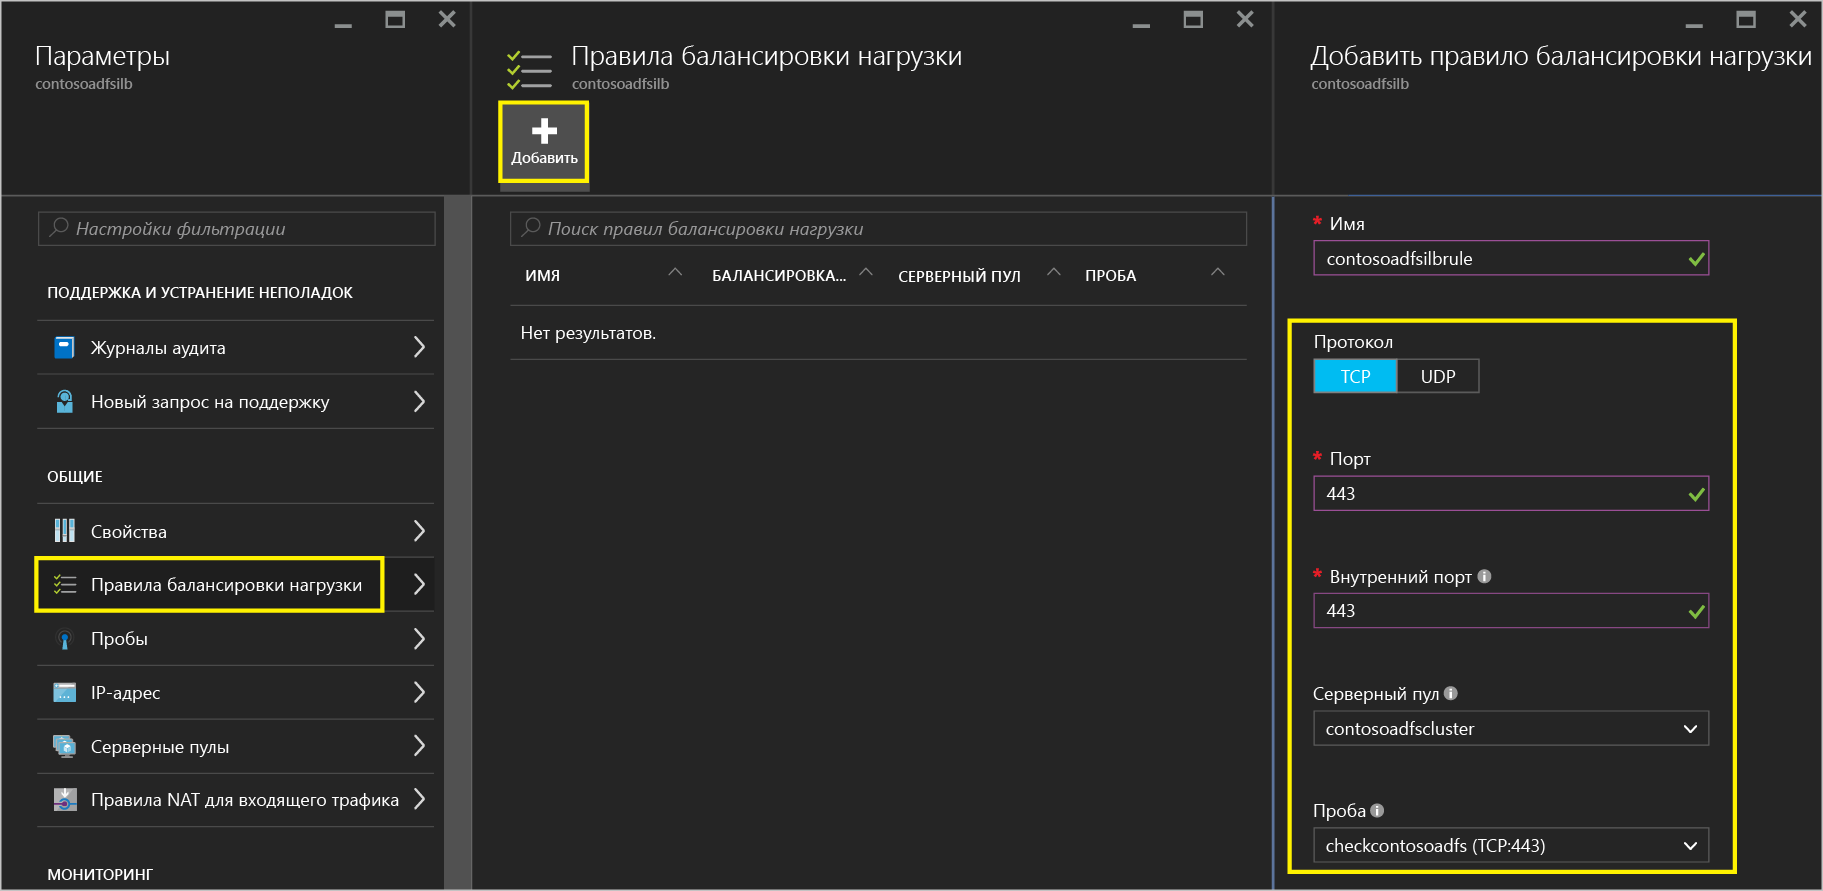 Параметры
contosoadfsilb
Настройки фильтрации
ПОДДЕРЖКА И УСТРАНЕНИЕ НЕПОЛАДОК
Журналы аудита
Новый запрос на поддержку
ОБЩИЕ
Свойства
Правила балансировки нагрузки
Пробы
IP-адрес
Серверные пулы
Правила NAT для входящего трафика
МОНИТОРИНГ
Правила балансировки нагрузки
contosoadfsilb
Добавить
Поиск правил балансировки нагрузки
ИМЯ БАЛАНСИРОВКА... СЕРВЕРНЫЙ ПУЛ ПРОБА
Нет результатов.
Добавить правило балансировки нагрузки
contosoadfsilb
* Имя
contosoadfsilbrule
Протокол
TCP UDP
* Порт
443
* Внутренний порт
443
Серверный пул
contosoadfscluster
Проба
checkcontosoadfs (TCP:443)